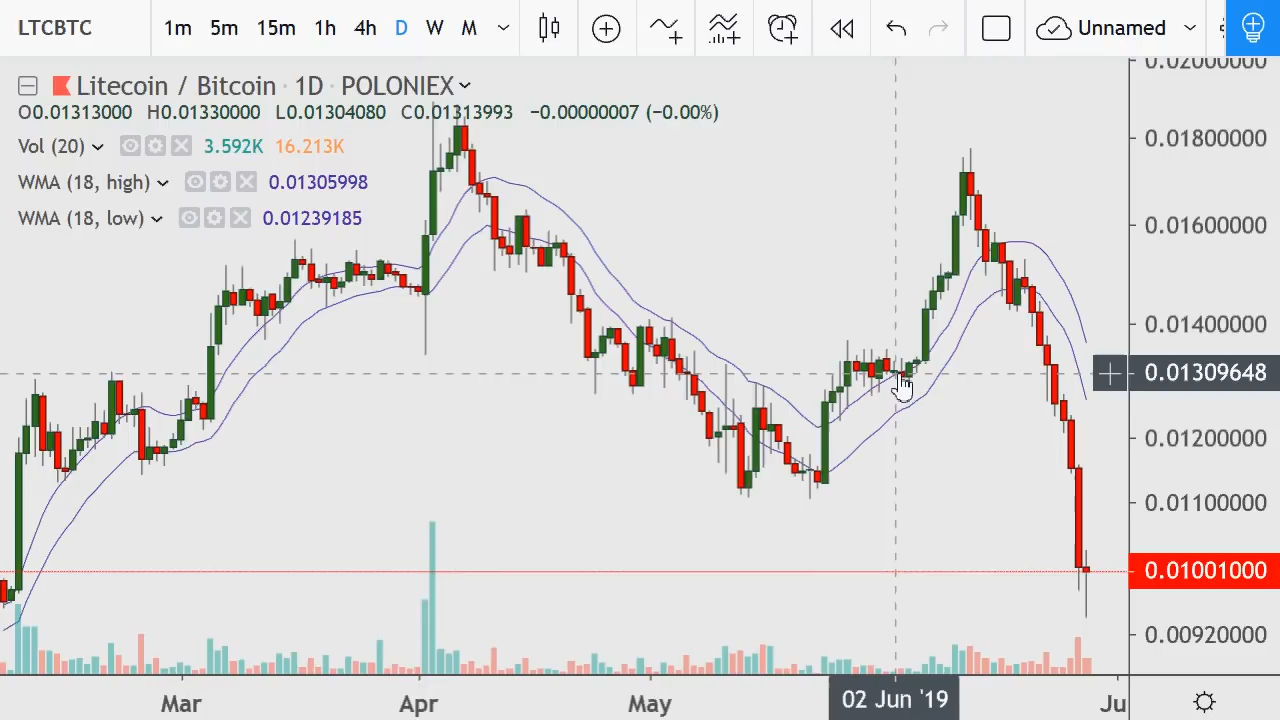 LTCBTC 1m 5m 15m 1h 4h D W M Unnamed
Litecoin / Bitcoin · 1D · POLONIEX
O0.01313000 H0.01330000 L0.01304080 C0.01313993 −0.00000007 (−0.00%)
Vol (20) 3.592K 16.213K
WMA (18, high) 0.01305998
WMA (18, low) 0.01239185
0.02000000
0.01800000
0.01600000
0.01400000
0.01309648
0.01200000
0.01100000
0.01001000
0.00920000
Mar Apr May 02 Jun '19 Ju